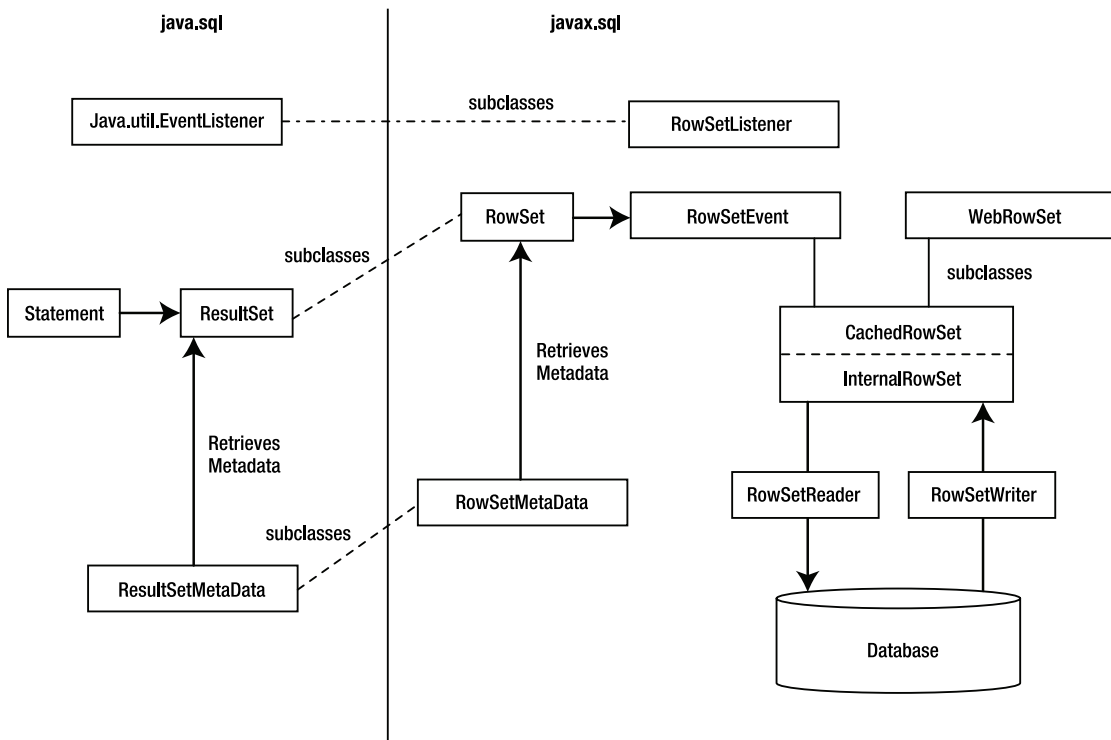 java.sql
javax.sql
Java.util.EventListener
subclasses
RowSetListener
RowSet
RowSetEvent
WebRowSet
subclasses
subclasses
Statement
ResultSet
CachedRowSet
InternalRowSet
Retrieves
Metadata
Retrieves
Metadata
RowSetMetaData
RowSetReader
RowSetWriter
subclasses
ResultSetMetaData
Database